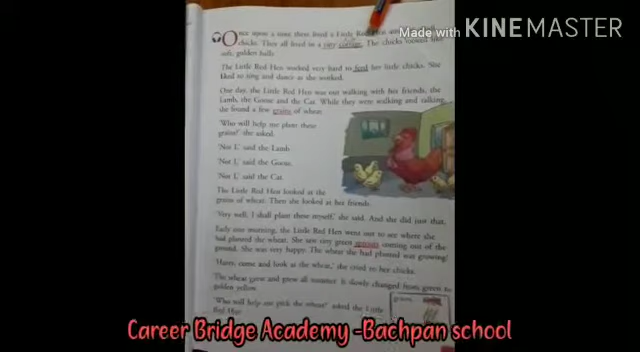 Made with KINEMASTER
Once upon a time there lived a Little Red Hen
chicks. They all lived in a tiny cottage. The chicks looked like
soft, golden balls.
The Little Red Hen worked very hard to feed her little chicks. She
liked to sing and dance as she worked.
One day, the Little Red Hen was out walking with his friends, the
Lamb, the Goose and the Cat. While they were walking and talking,
she found a few grains of wheat.
'Who will help me plant these
grains?' she asked.
'Not I,' said the Lamb.
'Not I,' said the Goose.
'Not I,' said the Cat.
The Little Red Hen looked at the
grains of wheat. Then she looked at her friends.
'Very well, I shall plant these myself,' she said. And she did just that.
Early one morning, the Little Red Hen went out to see where she
had planted the wheat. She saw tiny green sprouts coming out of the
ground. She was very happy. The wheat she had planted was growing!
'Hurry, come and look at the wheat,' she cried to her chicks.
The wheat grew and grew all summer. It slowly changed from green to
golden yellow.
'Who will help me pick the wheat?' asked the Little
Red Hen
grains
Career Bridge Academy -Bachpan school